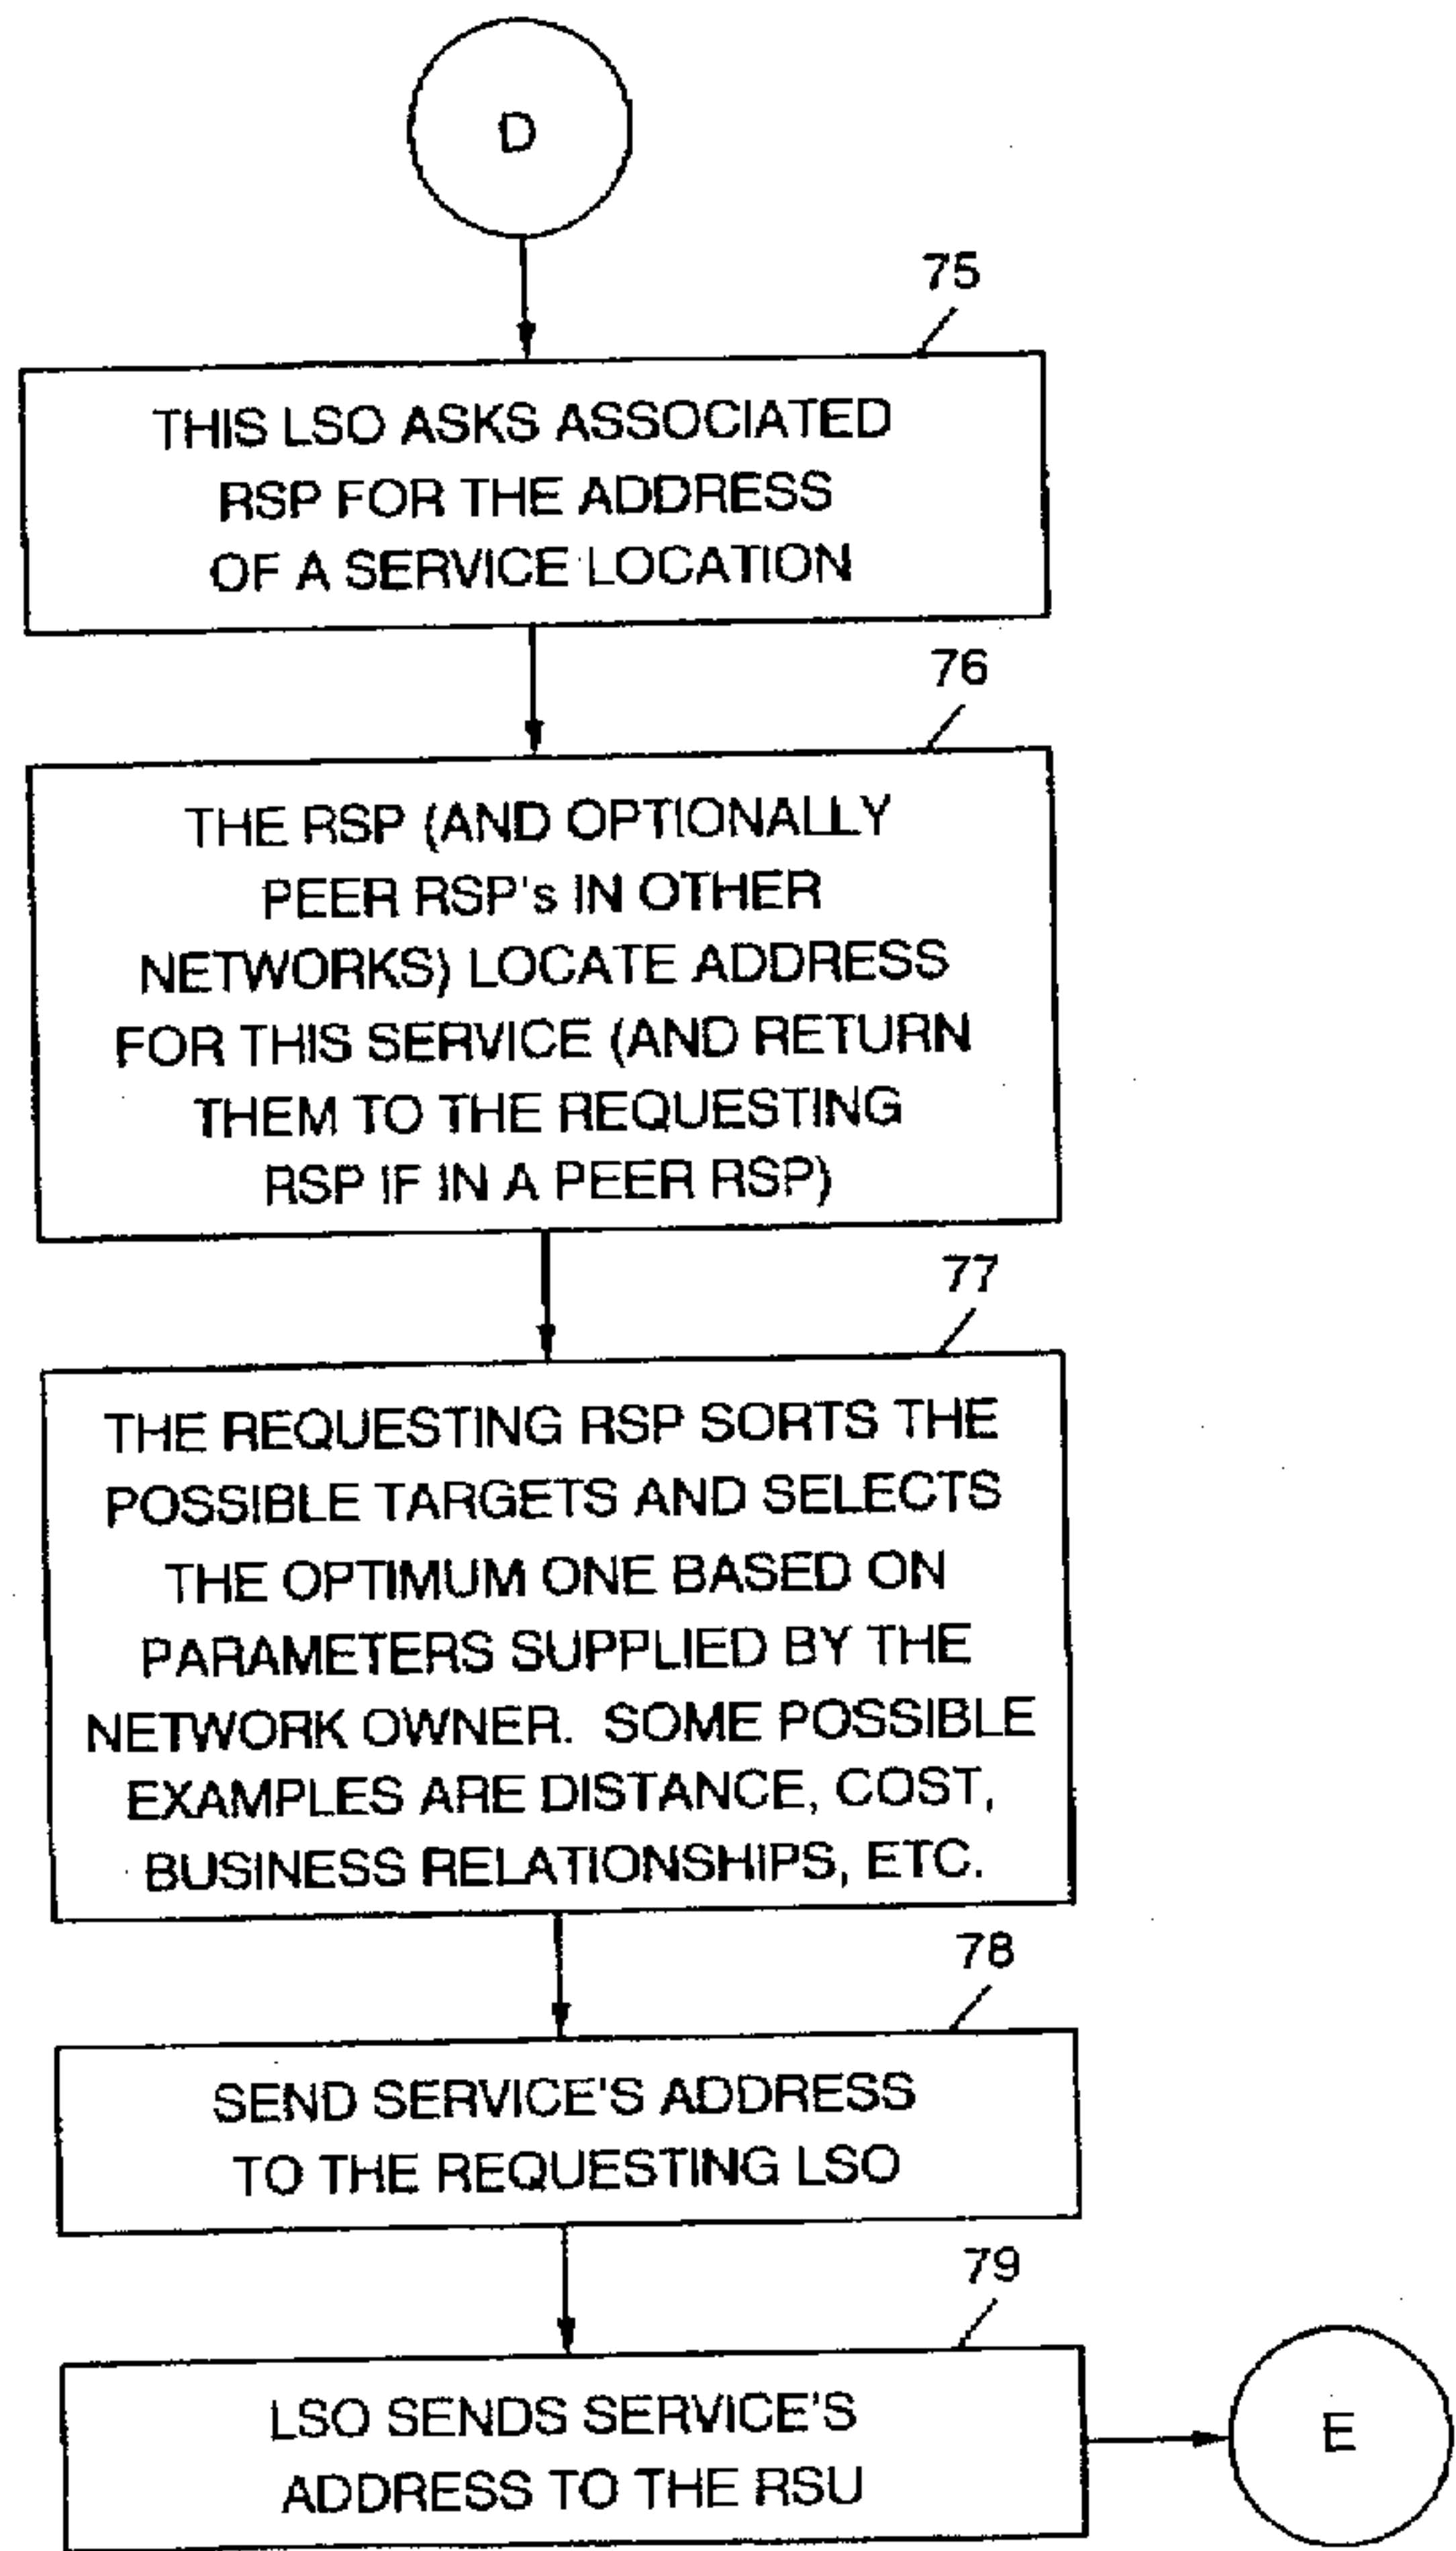 D
75
THIS LSO ASKS ASSOCIATED
RSP FOR THE ADDRESS
OF A SERVICE LOCATION
76
THE RSP (AND OPTIONALLY
PEER RSP's IN OTHER
NETWORKS) LOCATE ADDRESS
FOR THIS SERVICE (AND RETURN
THEM TO THE REQUESTING
RSP IF IN A PEER RSP)
77
THE REQUESTING RSP SORTS THE
POSSIBLE TARGETS AND SELECTS
THE OPTIMUM ONE BASED ON
PARAMETERS SUPPLIED BY THE
NETWORK OWNER. SOME POSSIBLE
EXAMPLES ARE DISTANCE, COST,
BUSINESS RELATIONSHIPS, ETC.
78
SEND SERVICE'S ADDRESS
TO THE REQUESTING LSO
79
LSO SENDS SERVICE'S
ADDRESS TO THE RSU
E